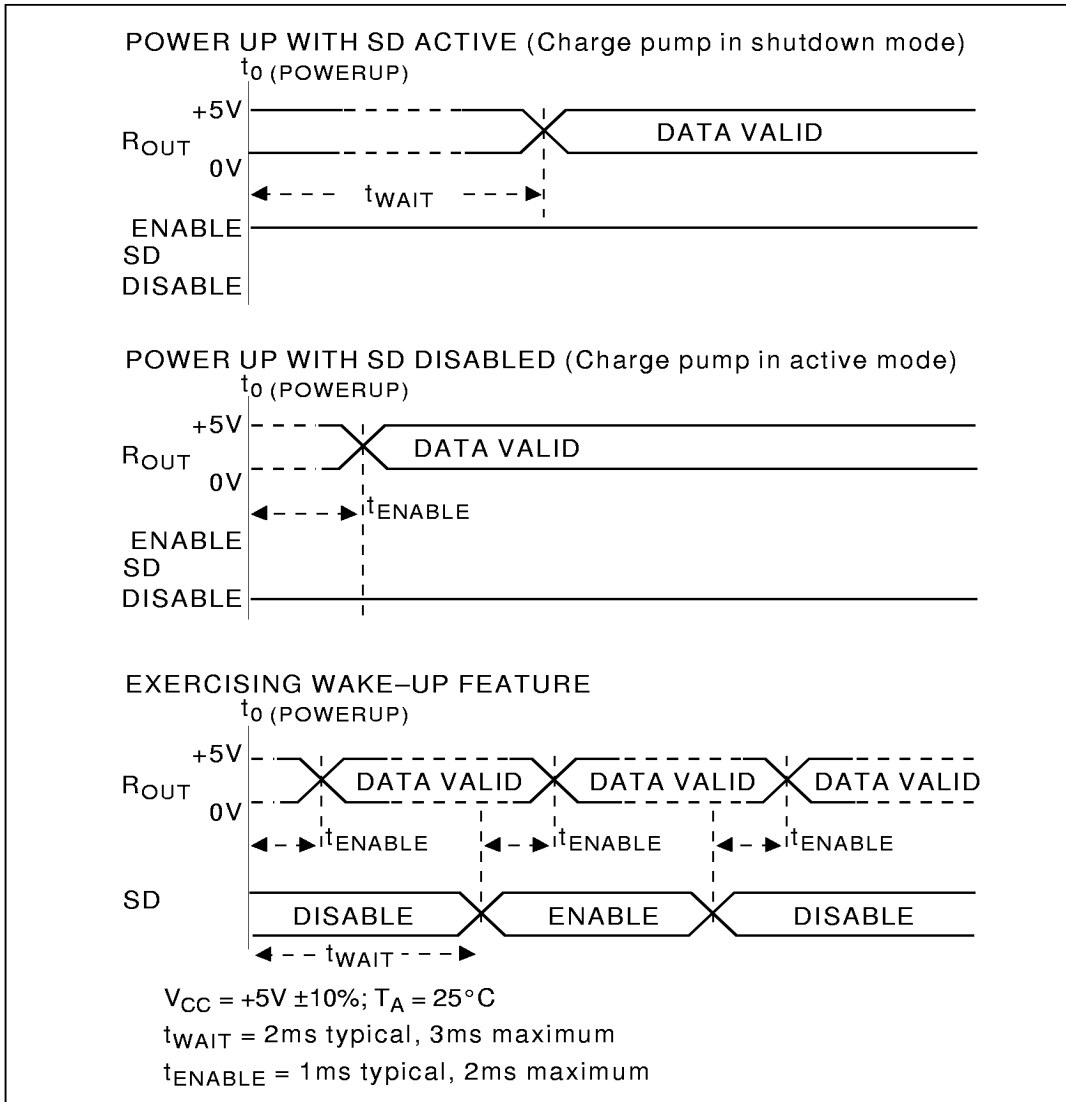 POWER UP WITH SD ACTIVE (Charge pump in shutdown mode)
t0 (POWERUP)
+5V
ROUT
DATA VALID
0V
tWAIT
ENABLE
SD
DISABLE
POWER UP WITH SD DISABLED (Charge pump in active mode)
t0 (POWERUP)
+5V
ROUT
DATA VALID
0V
tENABLE
ENABLE
SD
DISABLE
EXERCISING WAKE–UP FEATURE
t0 (POWERUP)
+5V
ROUT
DATA VALID DATA VALID DATA VALID
0V
tENABLE tENABLE tENABLE
SD
DISABLE ENABLE DISABLE
tWAIT
VCC = +5V ±10%; TA = 25°C
tWAIT = 2ms typical, 3ms maximum
tENABLE = 1ms typical, 2ms maximum